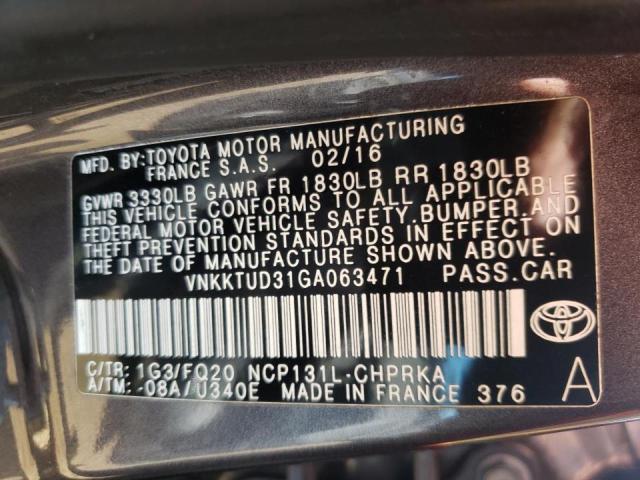 MFD. BY: TOYOTA MOTOR MANUFACTURING
FRANCE S.A.S. 02/16
GVWR 3330LB GAWR FR 1830LB RR 1830LB
THIS VEHICLE CONFORMS TO ALL APPLICABLE
FEDERAL MOTOR VEHICLE SAFETY,BUMPER,AND
THEFT PREVENTION STANDARDS IN EFFECT ON
THE DATE OF MANUFACTURE SHOWN ABOVE.
VNKKTUD31GA063471 PASS.CAR
C/TR: 1G3/FQ20 NCP131L-CHPRKA
A/TM: -08A/U340E MADE IN FRANCE 376
A